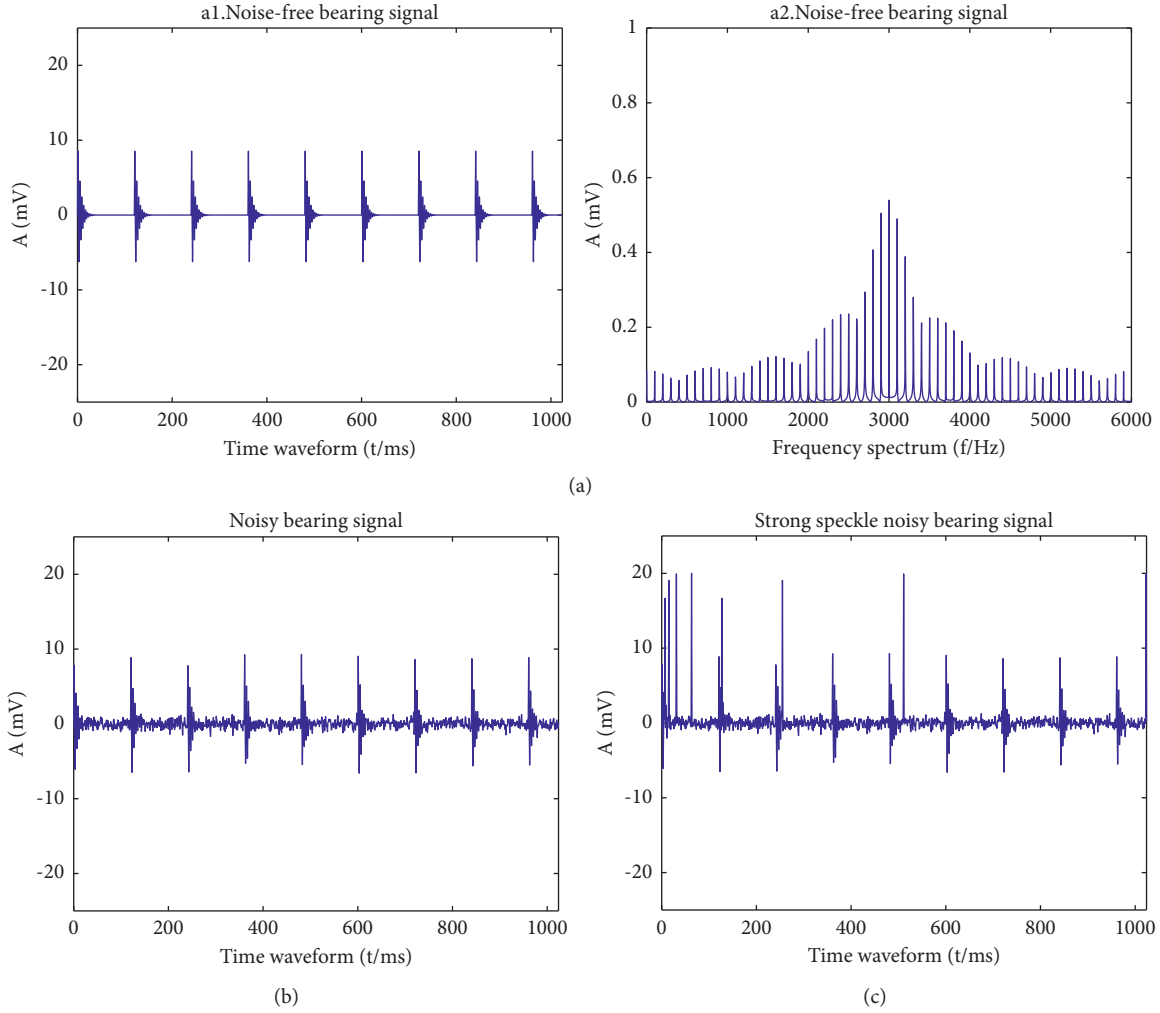 a1.Noise-free bearing signal
20
10
0
-10
-20
A (mV)
0 200 400 600 800 1000
Time waveform (t/ms)
a2.Noise-free bearing signal
1
0.8
0.6
0.4
0.2
0
A (mV)
0 1000 2000 3000 4000 5000 6000
Frequency spectrum (f/Hz)
(a)
Noisy bearing signal
20
10
0
-10
-20
A (mV)
0 200 400 600 800 1000
Time waveform (t/ms)
(b)
Strong speckle noisy bearing signal
20
10
0
-10
-20
A (mV)
0 200 400 600 800 1000
Time waveform (t/ms)
(c)